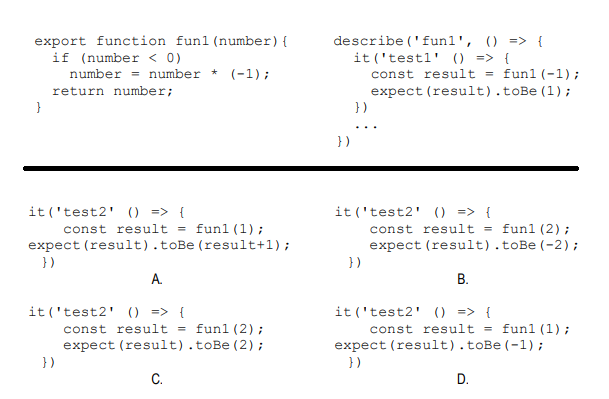 export function fun1(number){
if (number < 0)
number = number * (-1);
return number;
}
describe('fun1', () => {
it('test1' () => {
const result = fun1(-1);
expect(result).toBe(1);
})
...
})
it('test2' () => {
const result = fun1(1);
expect(result).toBe(result+1);
})
A.
it('test2' () => {
const result = fun1(2);
expect(result).toBe(-2);
})
B.
it('test2' () => {
const result = fun1(2);
expect(result).toBe(2);
})
C.
it('test2' () => {
const result = fun1(1);
expect(result).toBe(-1);
})
D.